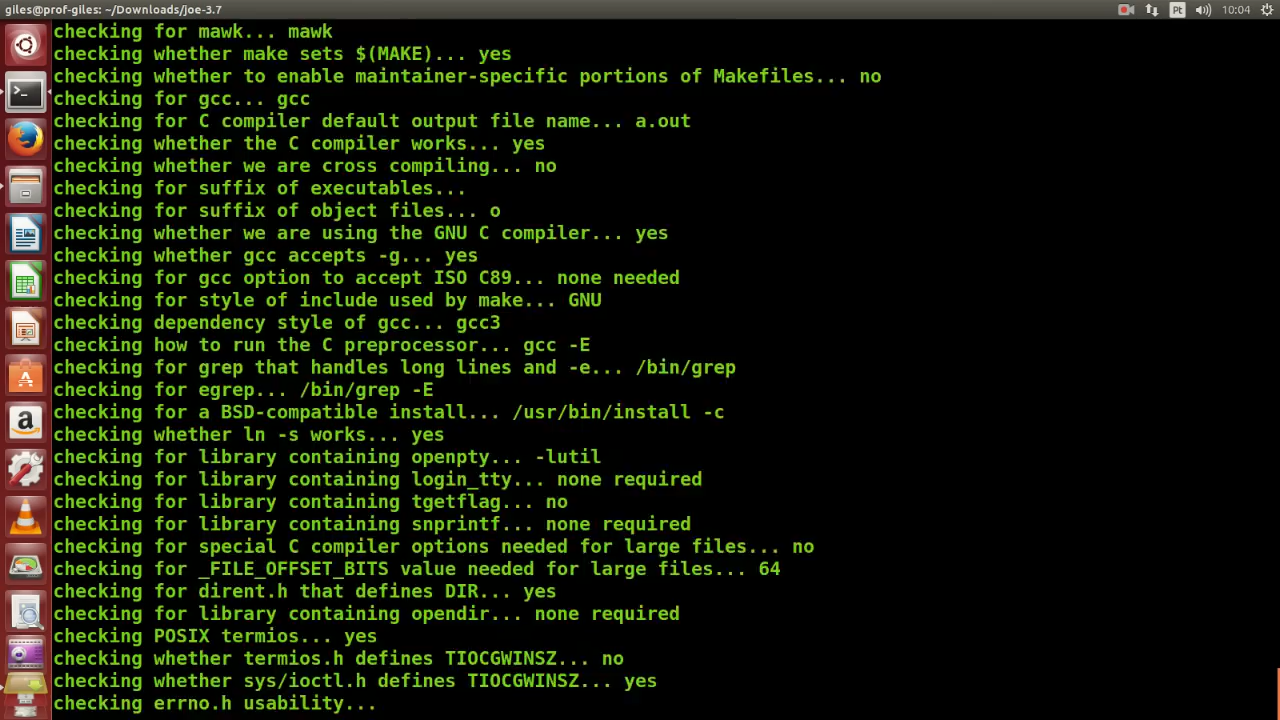 giles@prof-giles: ~/Downloads/joe-3.7
Pt
10:04
checking for mawk... mawk
checking whether make sets $(MAKE)... yes
checking whether to enable maintainer-specific portions of Makefiles... no
checking for gcc... gcc
checking for C compiler default output file name... a.out
checking whether the C compiler works... yes
checking whether we are cross compiling... no
checking for suffix of executables...
checking for suffix of object files... o
checking whether we are using the GNU C compiler... yes
checking whether gcc accepts -g... yes
checking for gcc option to accept ISO C89... none needed
checking for style of include used by make... GNU
checking dependency style of gcc... gcc3
checking how to run the C preprocessor... gcc -E
checking for grep that handles long lines and -e... /bin/grep
checking for egrep... /bin/grep -E
checking for a BSD-compatible install... /usr/bin/install -c
checking whether ln -s works... yes
checking for library containing openpty... -lutil
checking for library containing login_tty... none required
checking for library containing tgetflag... no
checking for library containing snprintf... none required
checking for special C compiler options needed for large files... no
checking for _FILE_OFFSET_BITS value needed for large files... 64
checking for dirent.h that defines DIR... yes
checking for library containing opendir... none required
checking POSIX termios... yes
checking whether termios.h defines TIOCGWINSZ... no
checking whether sys/ioctl.h defines TIOCGWINSZ... yes
checking errno.h usability...